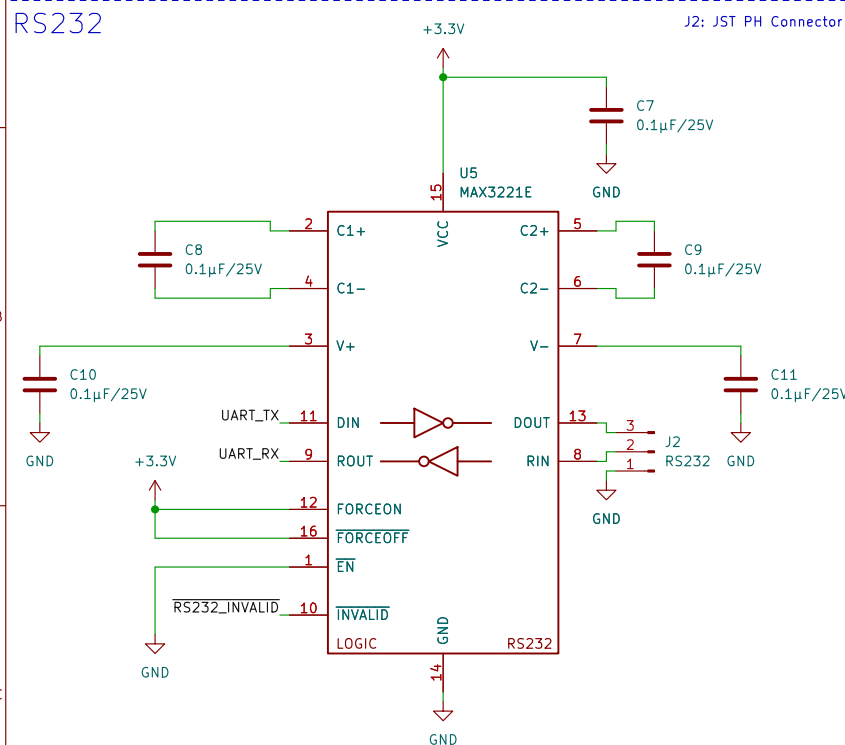 RS232
J2: JST PH Connector
+3.3V
C7
0.1µF/25V
GND
U5
MAX3221E
15
VCC
2
C1+
C2+
5
C8
0.1µF/25V
C9
0.1µF/25V
4
C1-
C2-
6
3
V+
V-
7
C10
0.1µF/25V
C11
0.1µF/25V
UART_TX
11
DIN
DOUT
13
3
J2
RS232
2
1
GND
GND
UART_RX
9
ROUT
RIN
8
GND
+3.3V
12
FORCEON
16
FORCEOFF
1
EN
RS232_INVALID
10
INVALID
GND
LOGIC
GND
RS232
14
GND